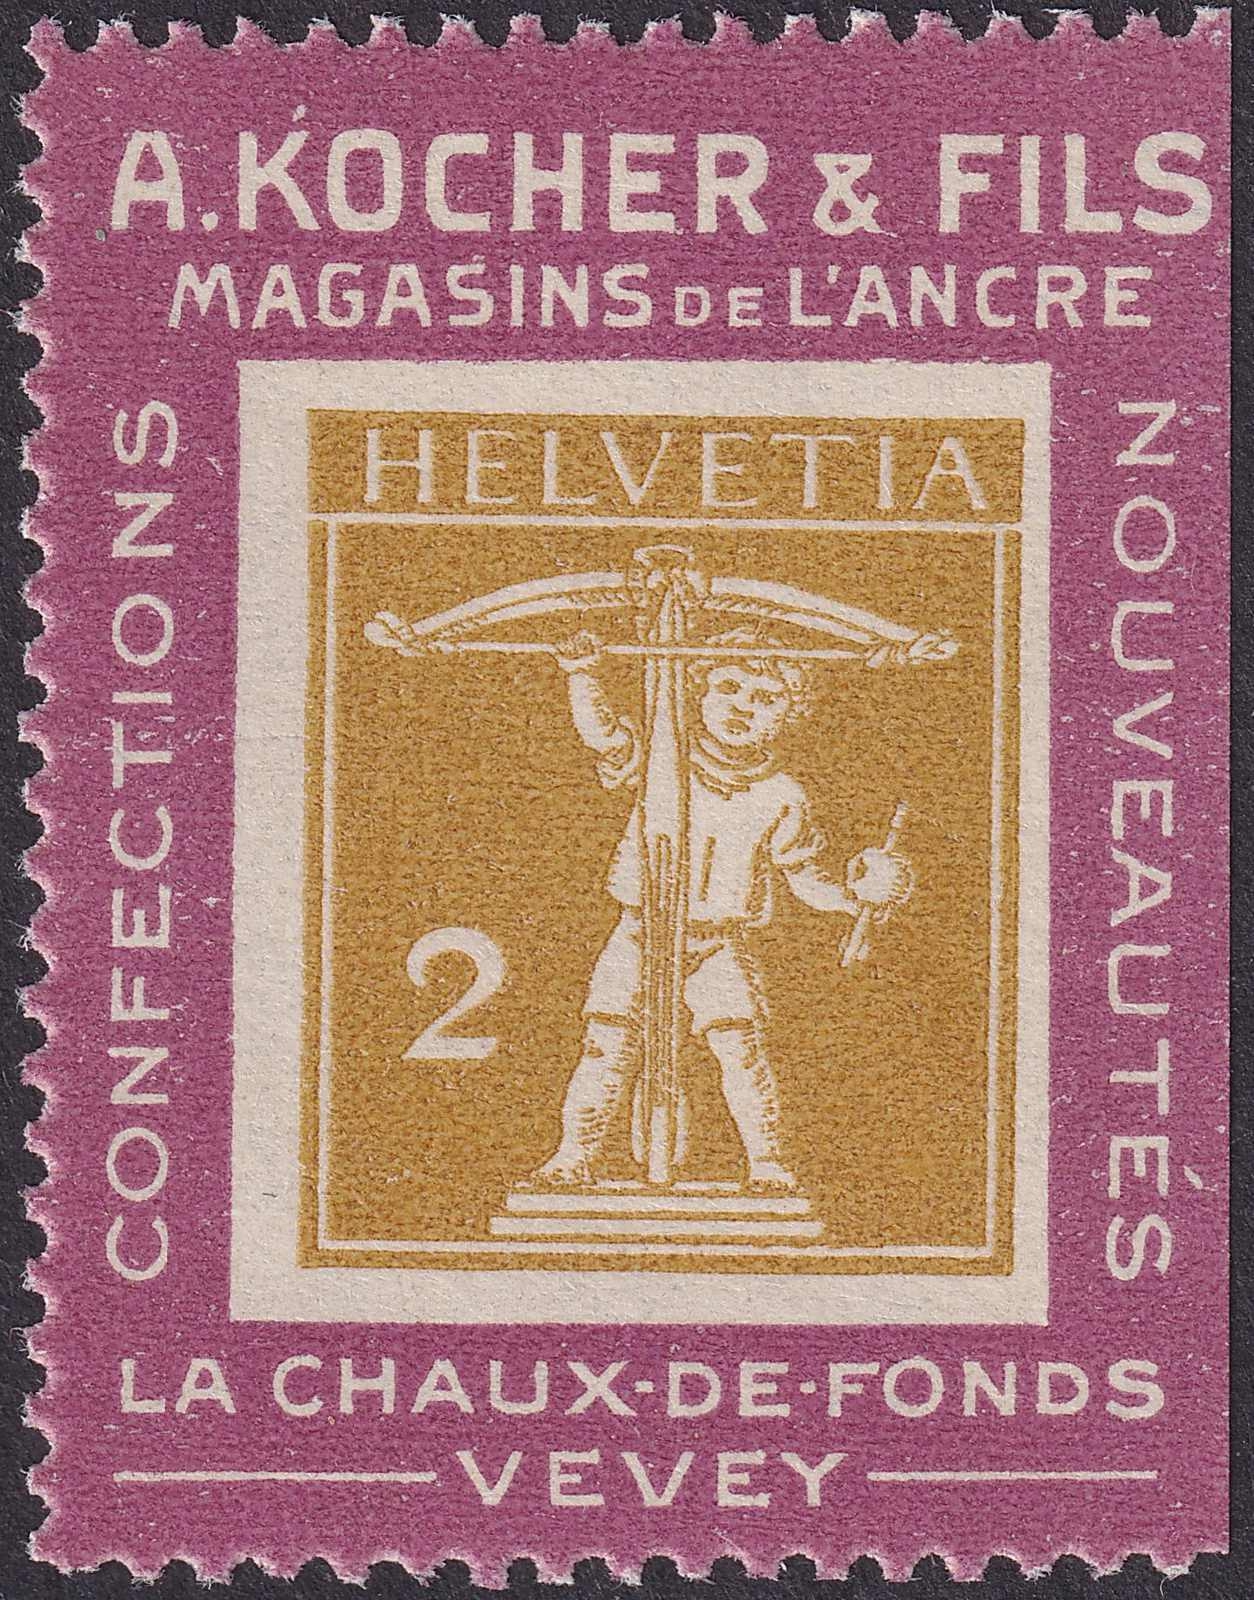 A. KOCHER & FILS
MAGASINS DE L'ANCRE
CONFECTIONS
HELVETIA
2
NOUVEAUTÉS
LA CHAUX-DE-FONDS
VEVEY